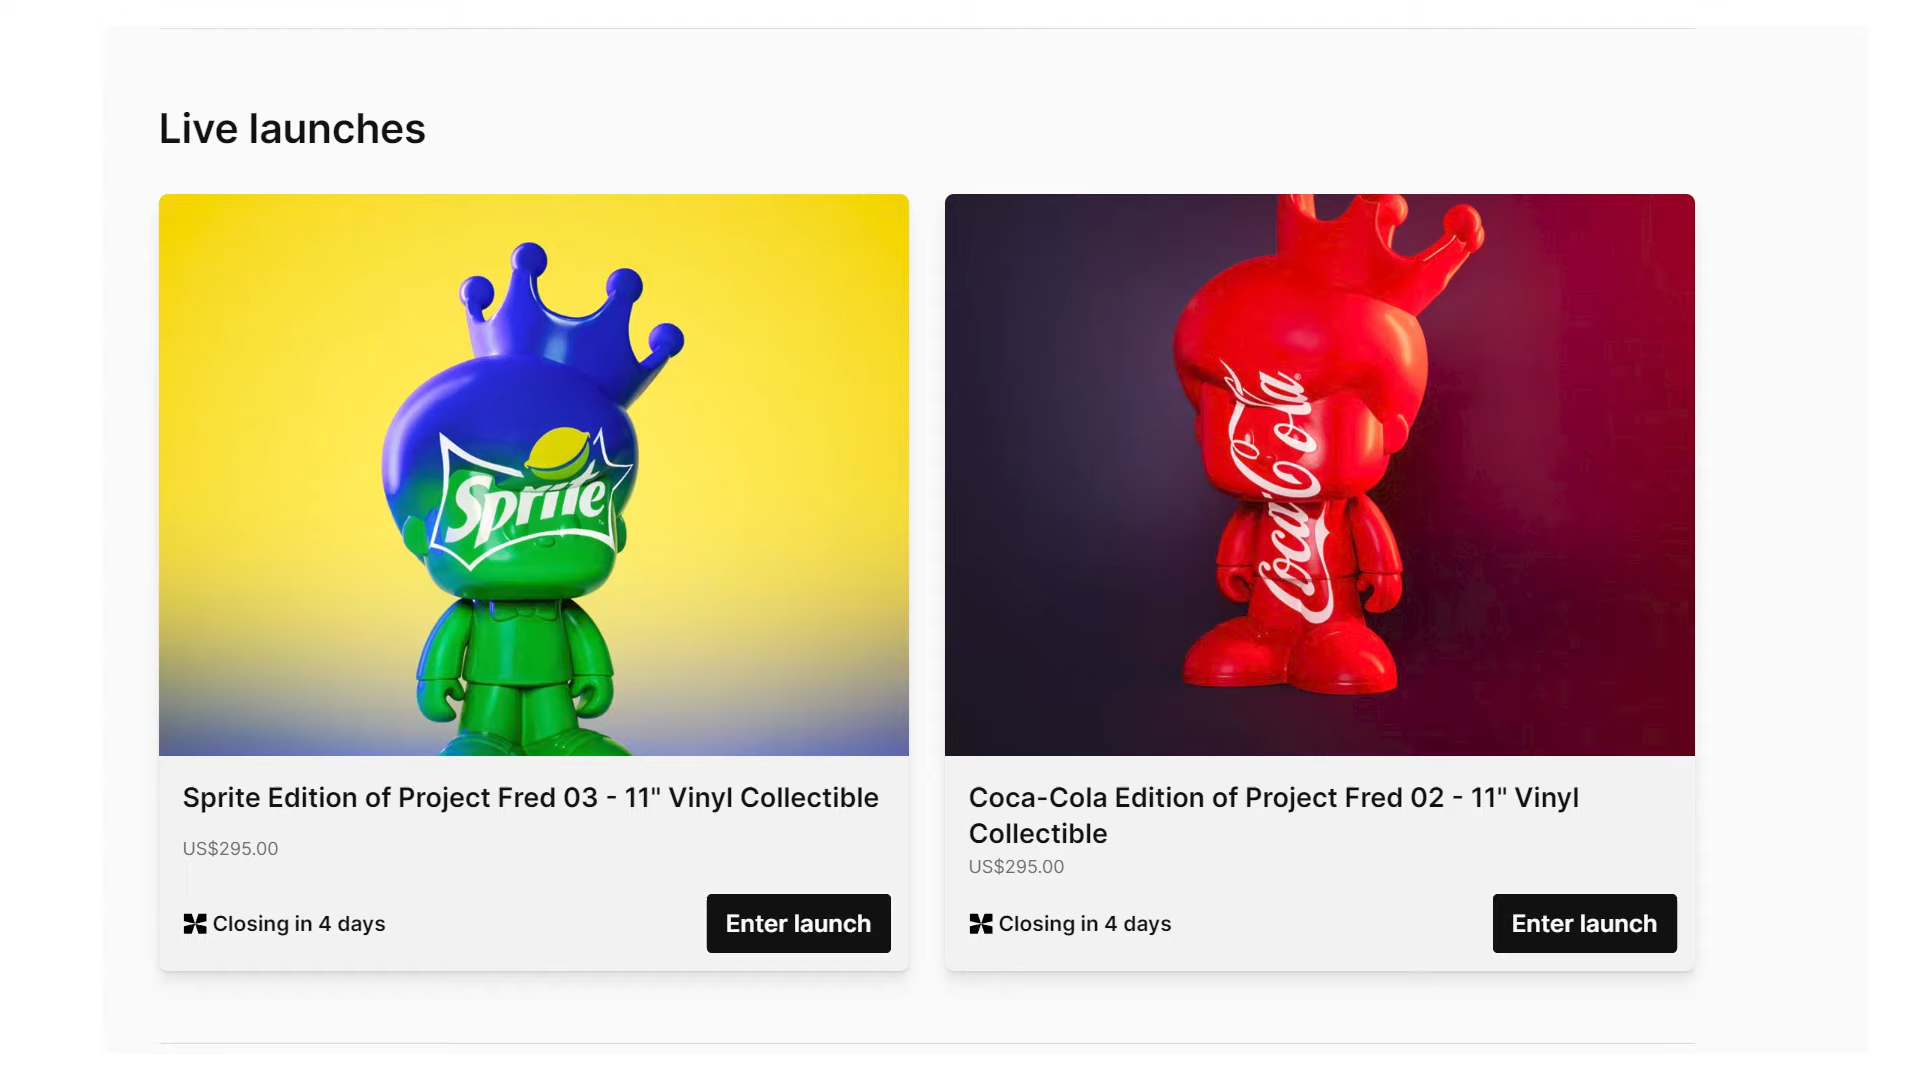 Live launches
Sprite
Coca-Cola
Sprite Edition of Project Fred 03 - 11" Vinyl Collectible
US$295.00
Closing in 4 days
Enter launch
Coca-Cola Edition of Project Fred 02 - 11" Vinyl
Collectible
US$295.00
Closing in 4 days
Enter launch